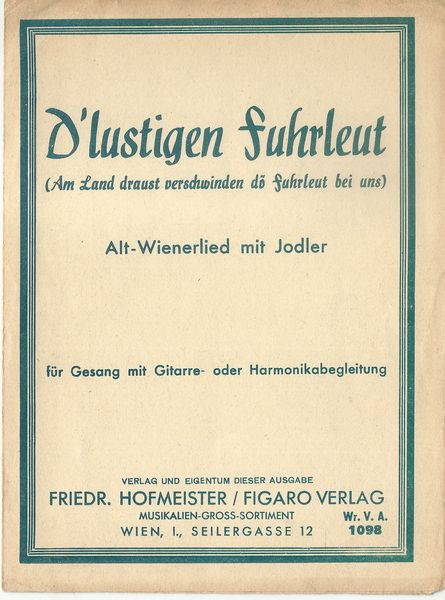 D'lustigen Fuhrleut
(Am Land draust verschwinden dö Fuhrleut bei uns)
Alt-Wienerlied mit Jodler
für Gesang mit Gitarre- oder Harmonikabegleitung
VERLAG UND EIGENTUM DIESER AUSGABE
FRIEDR. HOFMEISTER / FIGARO VERLAG
MUSIKALIEN-GROSS-SORTIMENT Wr. V. A.
WIEN, I., SEILERGASSE 12 1098